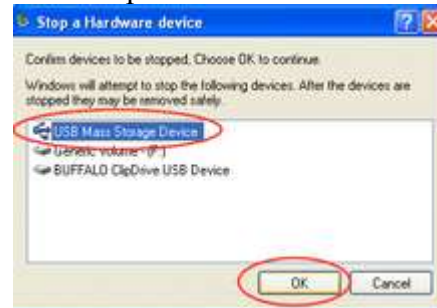 Stop a Hardware device
Confirm devices to be stopped, Choose OK to continue.
Windows will attempt to stop the following devices. After the devices are
stopped they may be removed safely.
USB Mass Storage Device
Generic volume - (F:)
BUFFALO ClipDrive USB Device
OK Cancel